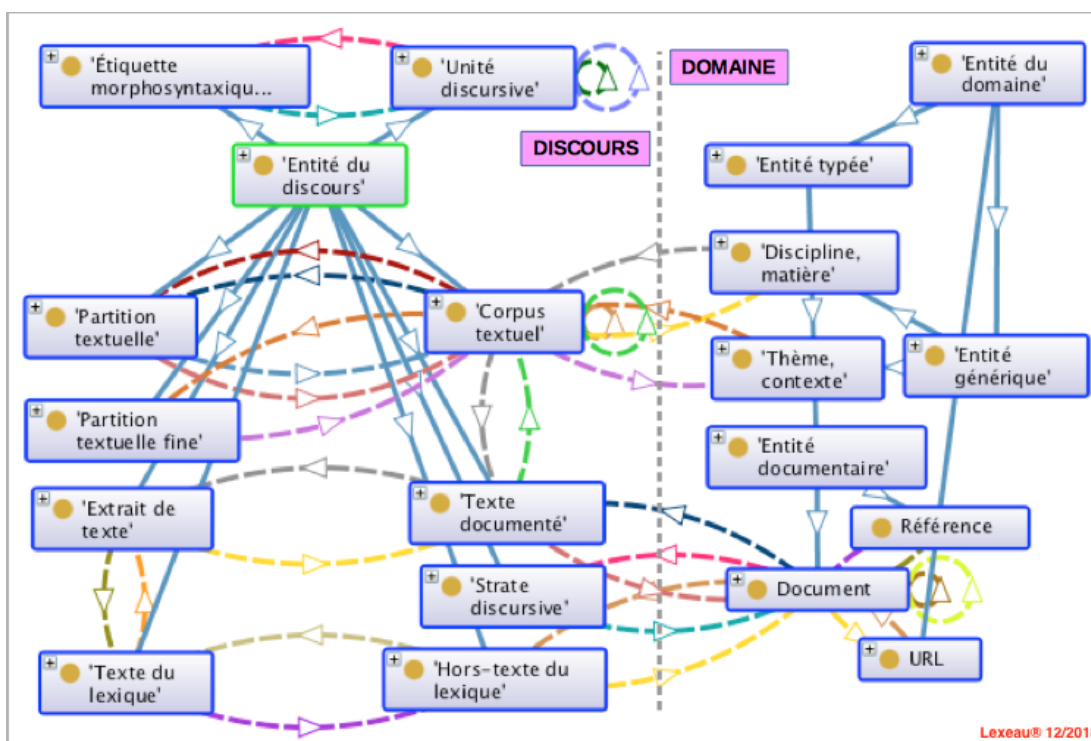 'Étiquette
morphosyntaxiqu...
'Unité
discursive'
DOMAINE
'Entité du
domaine'
DISCOURS
'Entité du
discours'
'Entité typée'
'Discipline,
matière'
'Partition
textuelle'
'Corpus
textuel'
'Thème,
contexte'
'Entité
générique'
'Partition
textuelle fine'
'Entité
documentaire'
'Extrait de
texte'
'Texte
documenté'
Référence
'Strate
discursive'
Document
'Texte du
lexique'
'Hors-texte du
lexique'
URL
Lexeau® 12/201